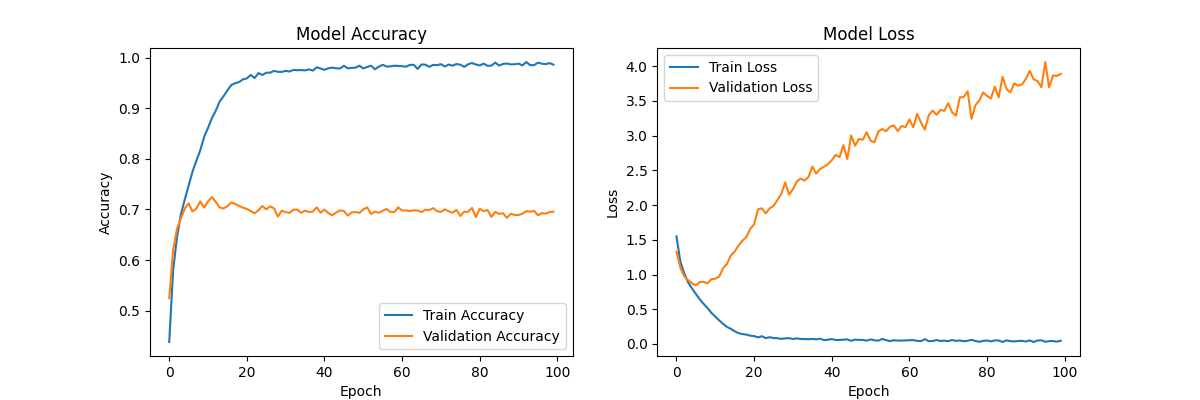 Model Accuracy
1.0
0.9
0.8
0.7
0.6
0.5
Accuracy
Train Accuracy
Validation Accuracy
0 20 40 60 80 100
Epoch
Model Loss
Train Loss
Validation Loss
4.0
3.5
3.0
2.5
2.0
1.5
1.0
0.5
0.0
Loss
0 20 40 60 80 100
Epoch